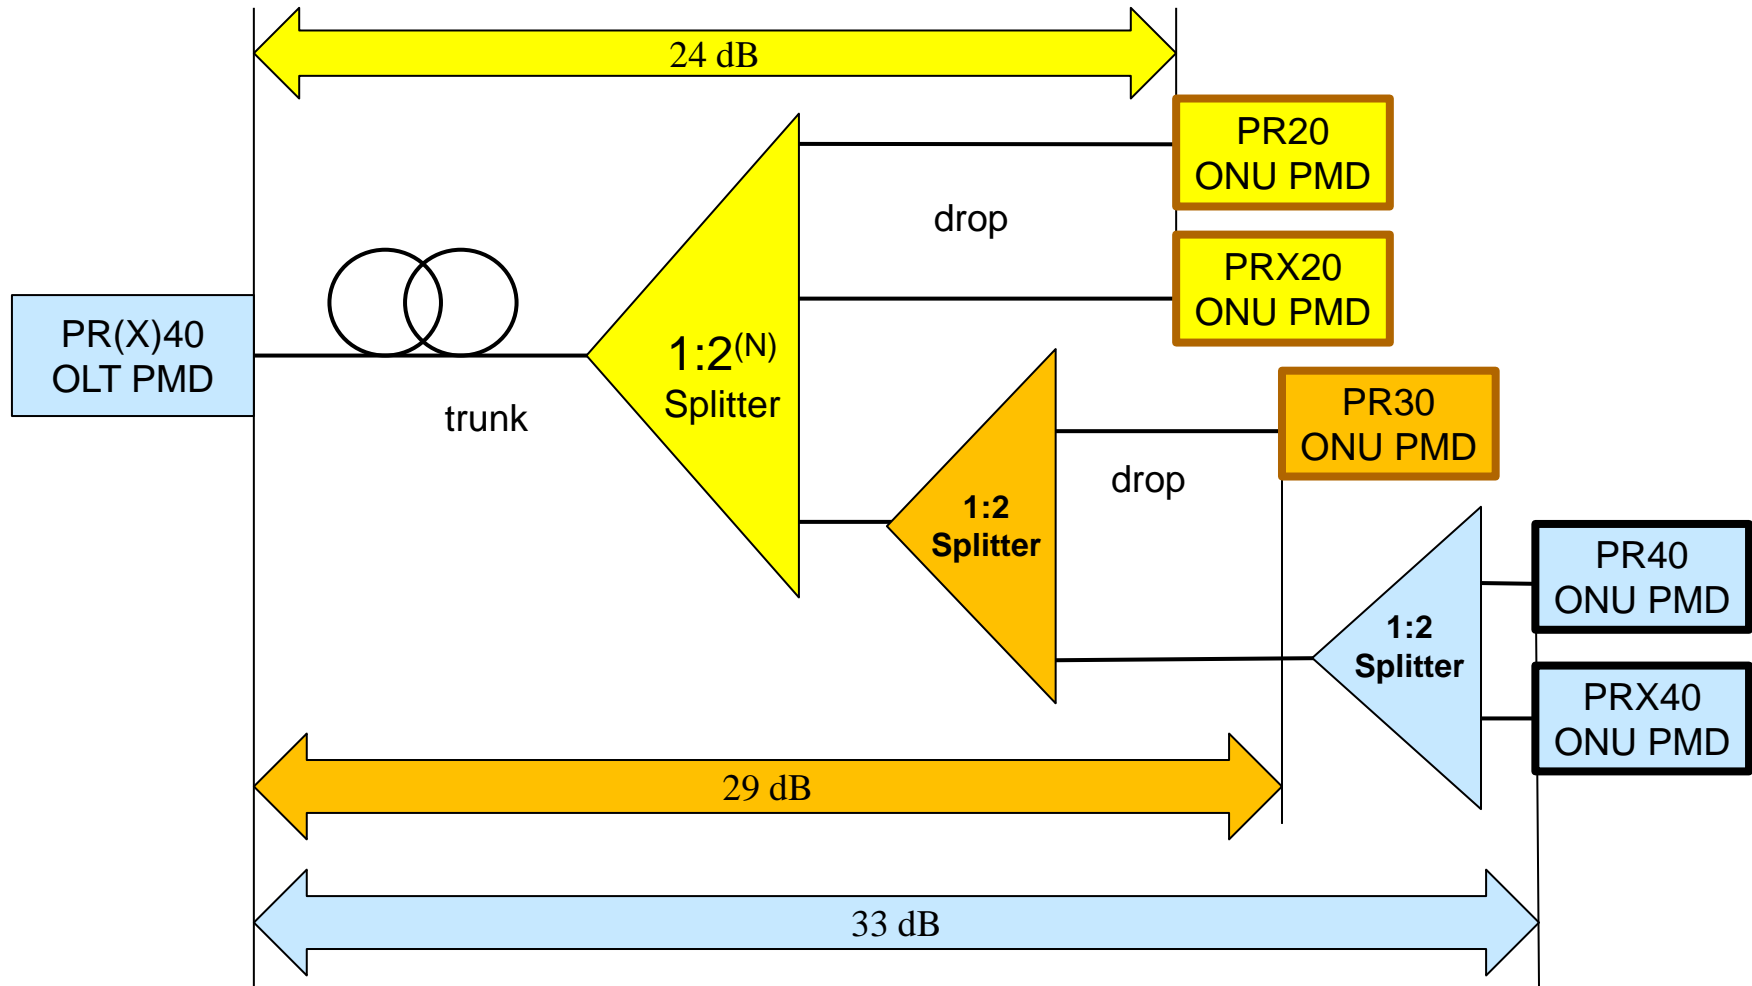 24 dB
PR20
ONU PMD
drop
PRX20
ONU PMD
PR(X)40
OLT PMD
1:2(N)
Splitter
trunk
PR30
ONU PMD
drop
1:2
Splitter
PR40
ONU PMD
1:2
Splitter
PRX40
ONU PMD
29 dB
33 dB